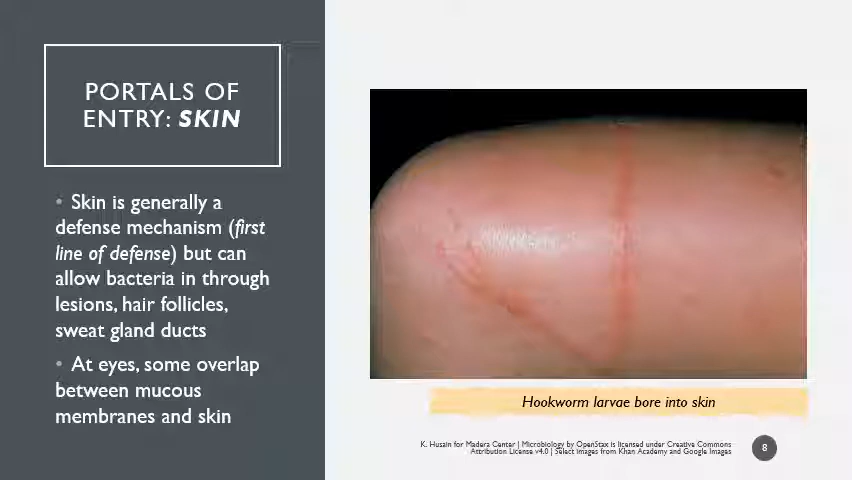 PORTALS OF
ENTRY: SKIN
• Skin is generally a
defense mechanism (first
line of defense) but can
allow bacteria in through
lesions, hair follicles,
sweat gland ducts
• At eyes, some overlap
between mucous
membranes and skin
Hookworm larvae bore into skin
K. Husain for Madera Center | Microbiology by OpenStax is licensed under Creative Commons
Attribution License v4.0 | Select images from Khan Academy and Google Images
8